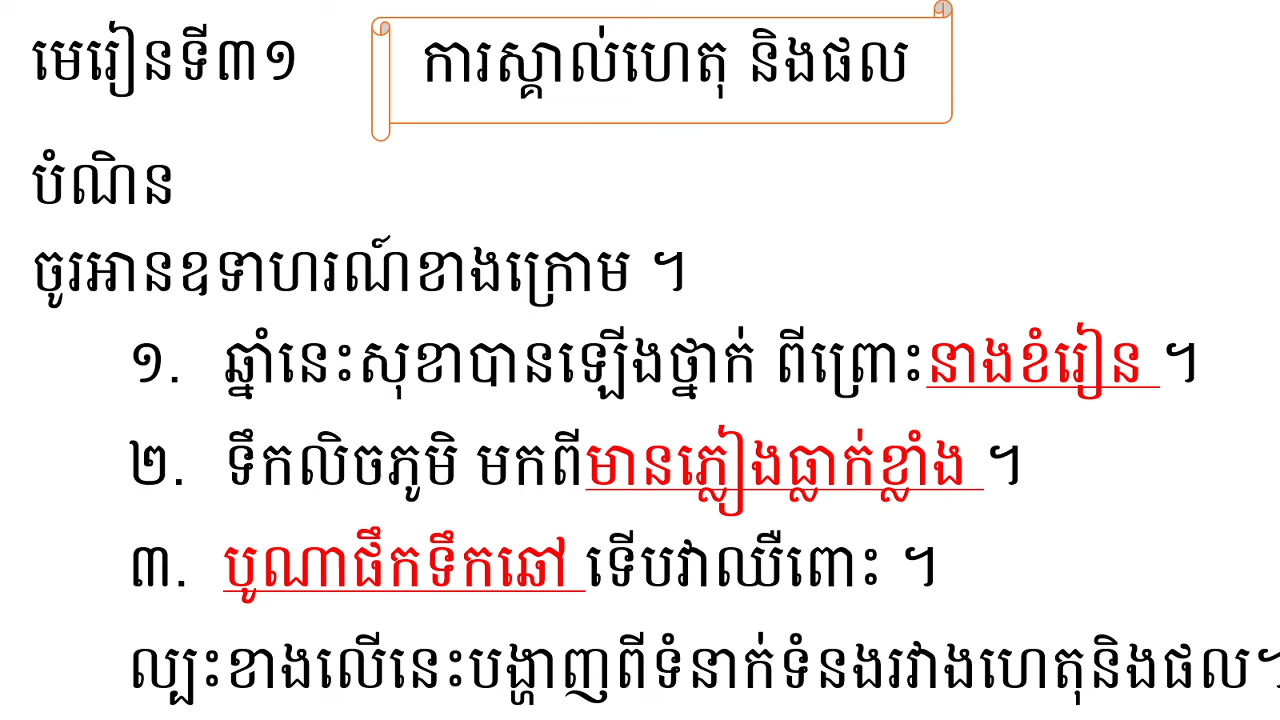 មេរៀនទី៣១ ការស្គាល់ហេតុ និងផល
បំណិន
ចូរអានឧទាហរណ៍ខាងក្រោម ។
១. ឆ្នាំនេះសុខាបានឡើងថ្នាក់ ពីព្រោះនាងខំរៀន ។
២. ទឹកលិចភូមិ មកពីមានភ្លៀងធ្លាក់ខ្លាំង ។
៣. បូណាផឹកទឹកឆៅ ទើបវាឈឺពោះ ។
ល្បះខាងលើនេះបង្ហាញពីទំនាក់ទំនងរវាងហេតុនិងផល។